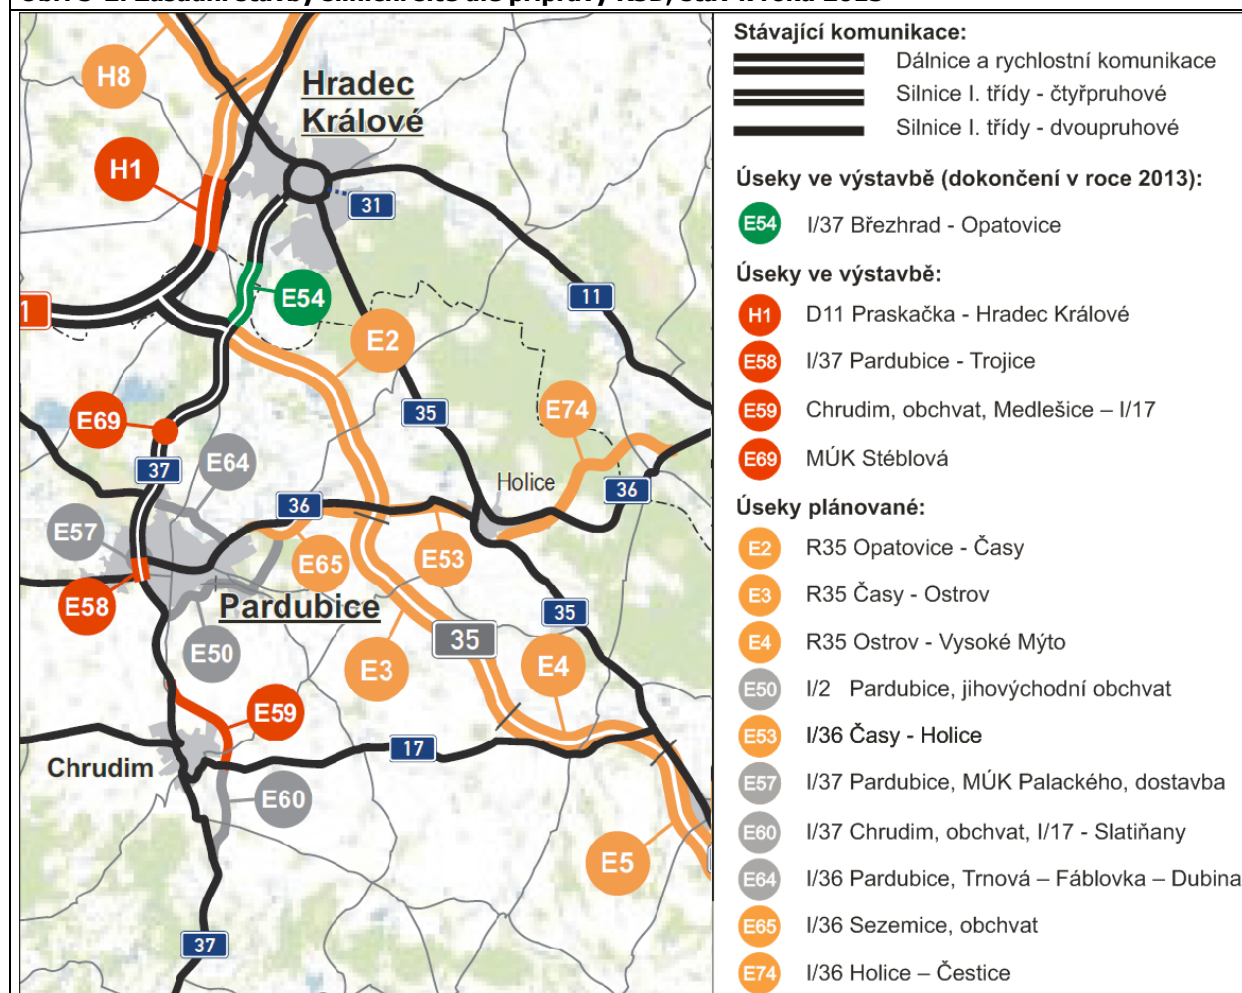 Hradec
Králové
H8
H1
31
E54
11
1
E2
E74
35
E69
37
E64
Holice
36
36
E57
E65
E53
E58
Pardubice
35
E50
35
E3
E4
E59
17
Chrudim
E60
E5
37
Stávající komunikace:
Dálnice a rychlostní komunikace
Silnice I. třídy - čtyřpruhové
Silnice I. třídy - dvoupruhové
Úseky ve výstavbě (dokončení v roce 2013):
E54 I/37 Březhrad - Opatovice
Úseky ve výstavbě:
H1 D11 Praskačka - Hradec Králové
E58 I/37 Pardubice - Trojice
E59 Chrudim, obchvat, Medlešice – I/17
E69 MÚK Stéblová
Úseky plánované:
E2 R35 Opatovice - Časy
E3 R35 Časy - Ostrov
E4 R35 Ostrov - Vysoké Mýto
E50 I/2 Pardubice, jihovýchodní obchvat
E53 I/36 Časy - Holice
E57 I/37 Pardubice, MÚK Palackého, dostavba
E60 I/37 Chrudim, obchvat, I/17 - Slatiňany
E64 I/36 Pardubice, Trnová – Fáblovka – Dubina
E65 I/36 Sezemice, obchvat
E74 I/36 Holice – Čestice